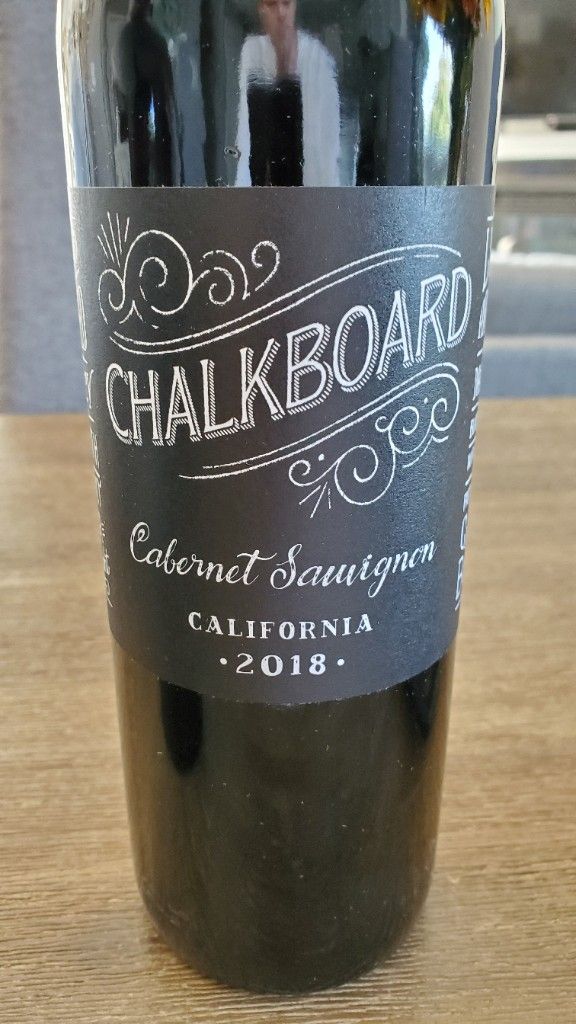 CHALKBOARD
Cabernet Sauvignon
CALIFORNIA
• 2018 •